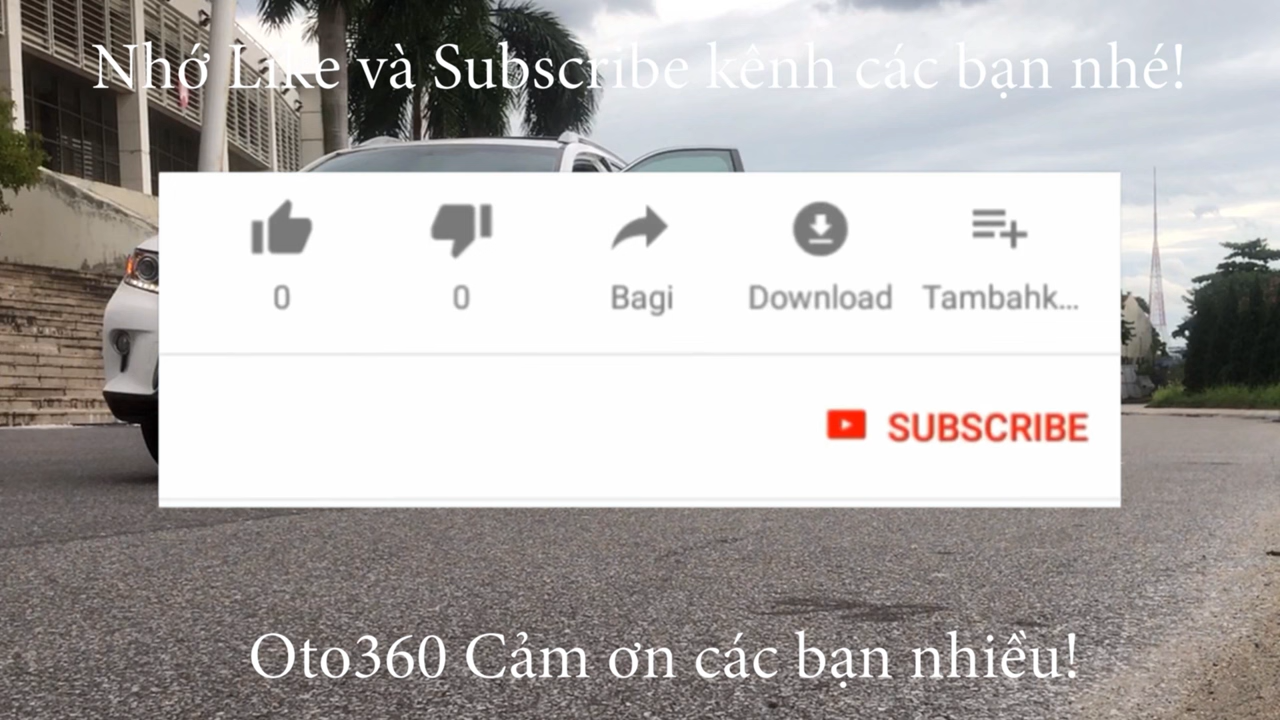 Nhớ Like và Subscribe kênh các bạn nhé!
0 0 Bagi Download Tambahk...
SUBSCRIBE
Oto360 Cảm ơn các bạn nhiều!